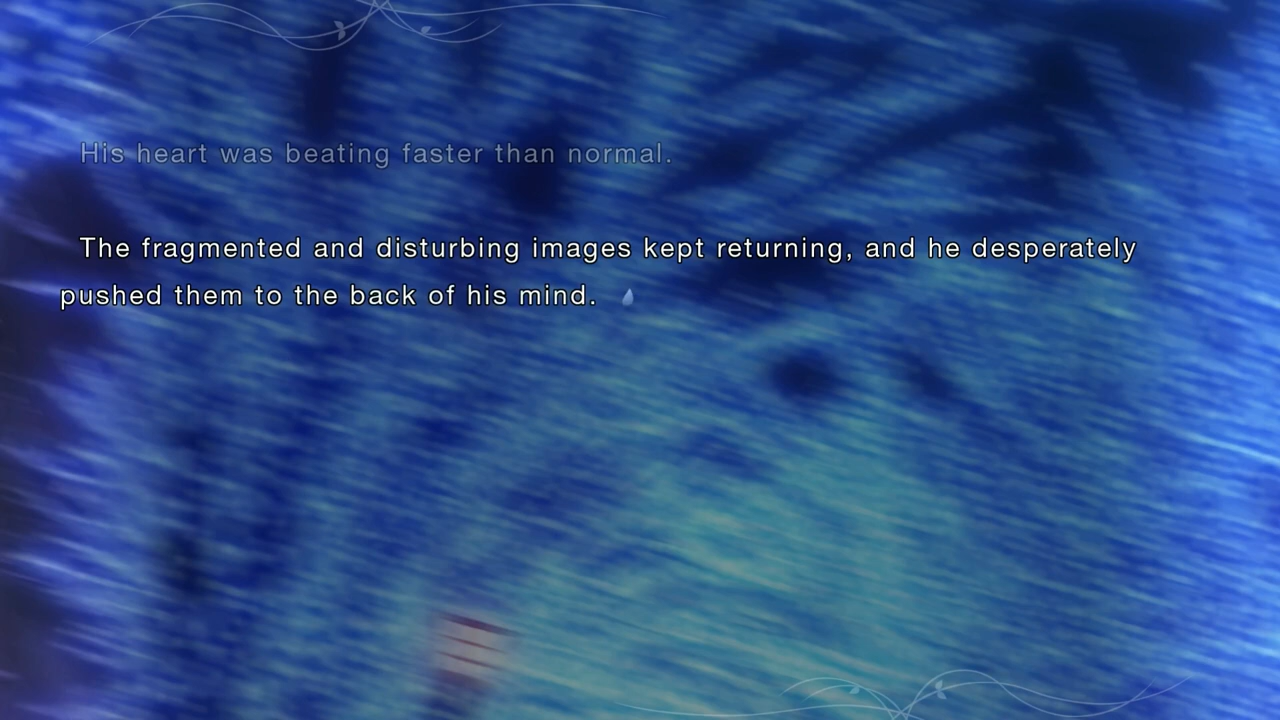 His heart was beating faster than normal.
The fragmented and disturbing images kept returning, and he desperately
pushed them to the back of his mind.